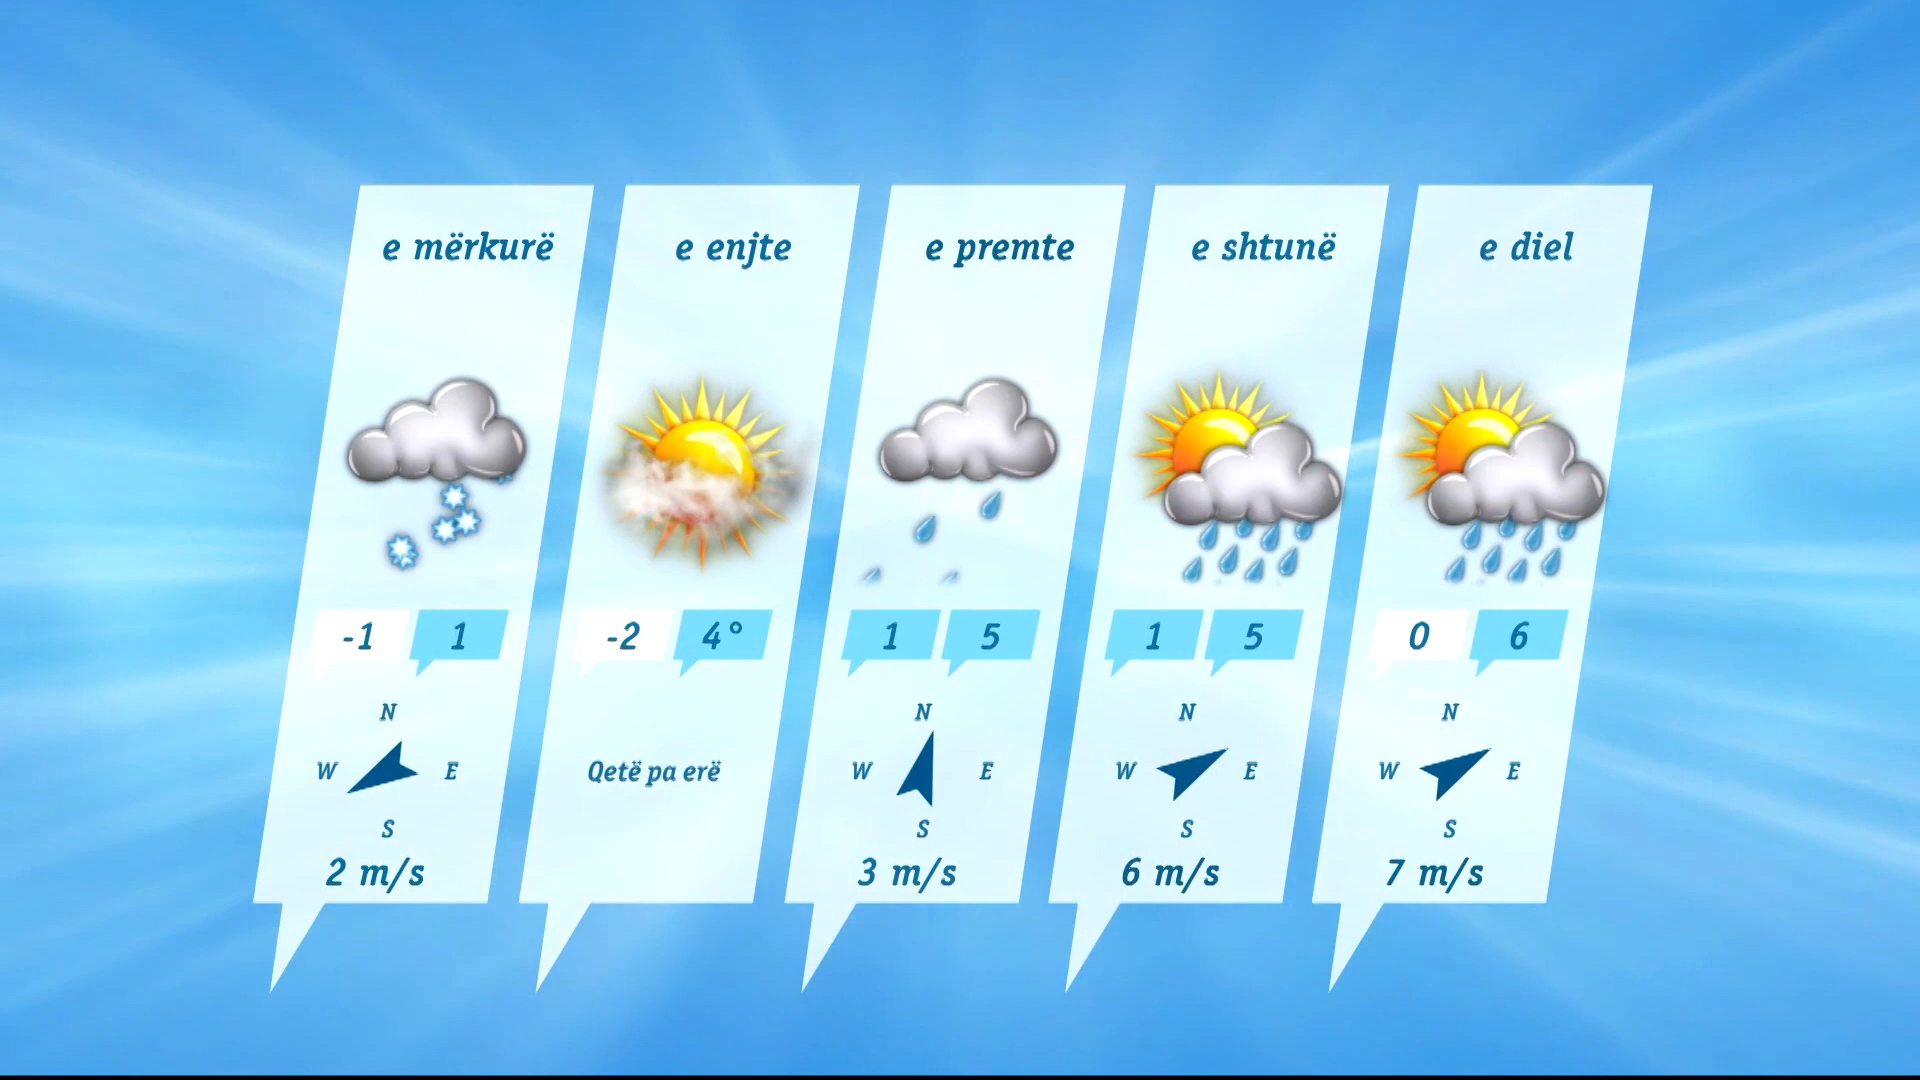 e mërkurë
-1 1
N
W E
S
2 m/s
e enjte
-2 4°
Qetë pa erë
e premte
1 5
N
W E
S
3 m/s
e shtunë
1 5
N
W E
S
6 m/s
e diel
0 6
N
W E
S
7 m/s